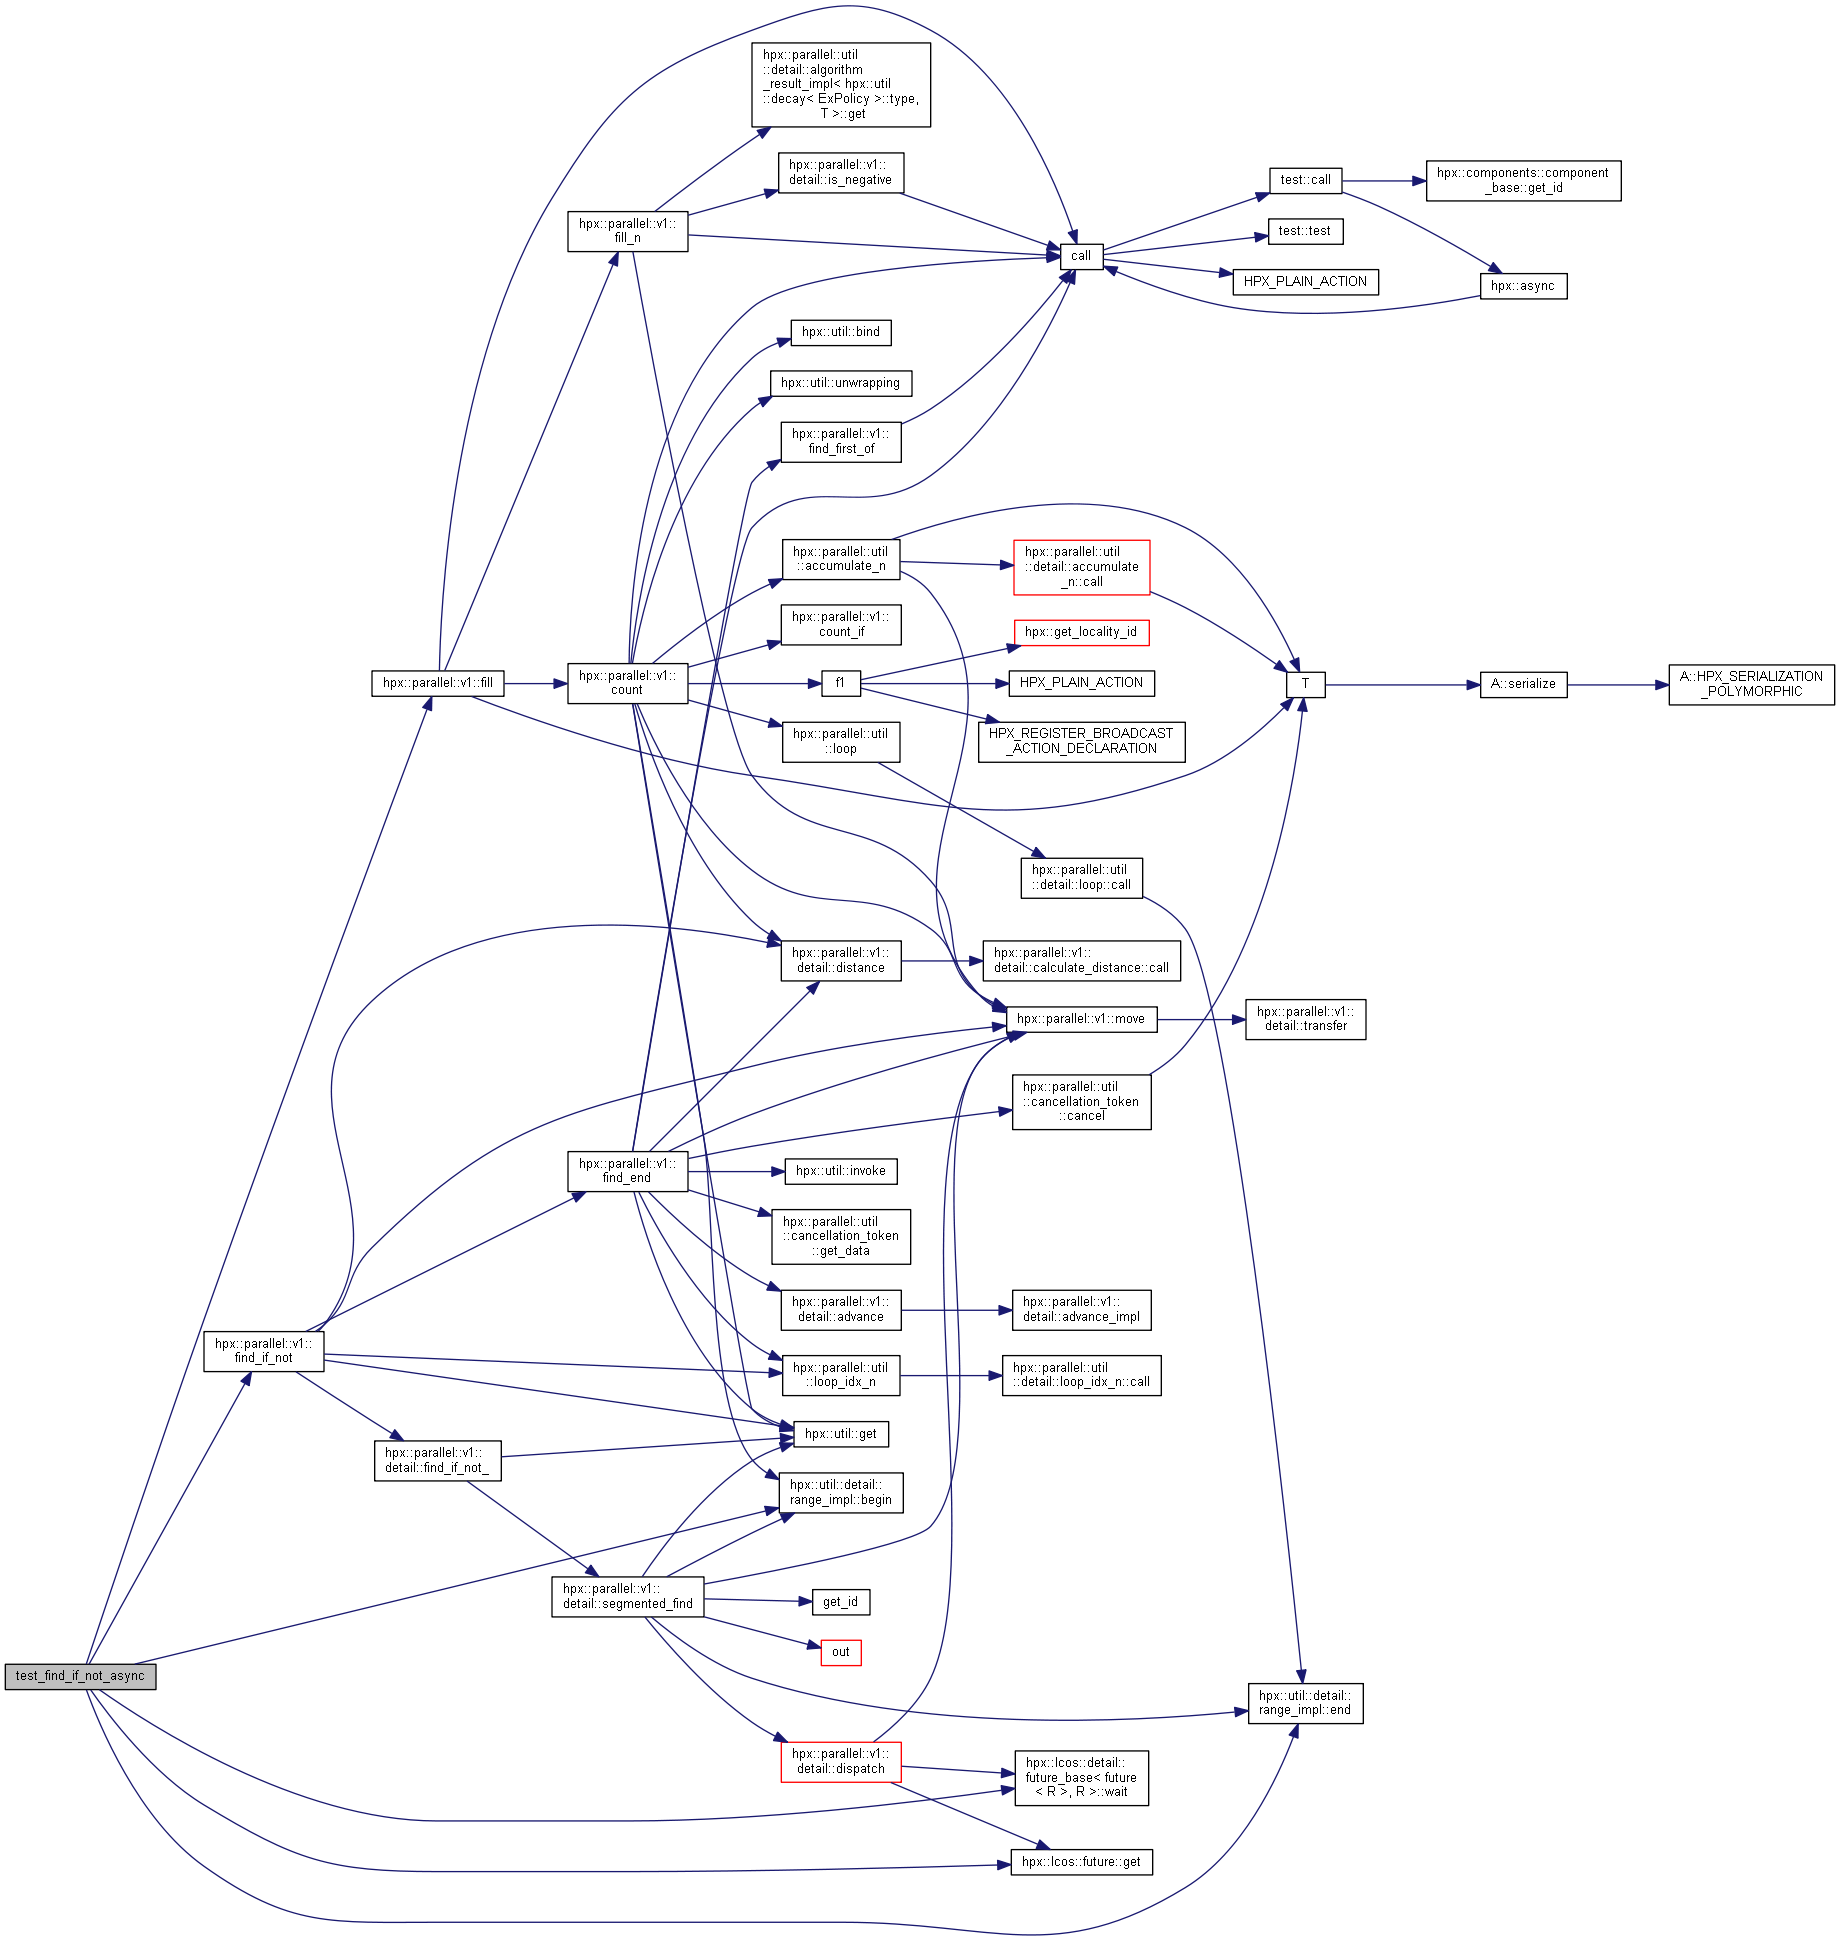 hpx::parallel::util
::detail::algorithm
_result_impl< hpx::util
::decay< ExPolicy >::type,
T >::get
hpx::parallel::v1::
detail::is_negative
test::call
hpx::components::component
_base::get_id
hpx::parallel::v1::
fill_n
test::test
call
HPX_PLAIN_ACTION
hpx::async
hpx::util::bind
hpx::util::unwrapping
hpx::parallel::v1::
find_first_of
hpx::parallel::util
::accumulate_n
hpx::parallel::util
::detail::accumulate
_n::call
hpx::parallel::v1::
count_if
hpx::get_locality_id
hpx::parallel::v1::fill
hpx::parallel::v1::
count
f1
HPX_PLAIN_ACTION
T
A::serialize
A::HPX_SERIALIZATION
_POLYMORPHIC
hpx::parallel::util
::loop
HPX_REGISTER_BROADCAST
_ACTION_DECLARATION
hpx::parallel::util
::detail::loop::call
hpx::parallel::v1::
detail::distance
hpx::parallel::v1::
detail::calculate_distance::call
hpx::parallel::v1::move
hpx::parallel::v1::
detail::transfer
hpx::parallel::util
::cancellation_token
::cancel
hpx::parallel::v1::
find_end
hpx::util::invoke
hpx::parallel::util
::cancellation_token
::get_data
hpx::parallel::v1::
detail::advance
hpx::parallel::v1::
detail::advance_impl
hpx::parallel::v1::
find_if_not
hpx::parallel::util
::loop_idx_n
hpx::parallel::util
::detail::loop_idx_n::call
hpx::util::get
hpx::parallel::v1::
detail::find_if_not_
hpx::util::detail::
range_impl::begin
hpx::parallel::v1::
detail::segmented_find
get_id
out
test_find_if_not_async
hpx::util::detail::
range_impl::end
hpx::parallel::v1::
detail::dispatch
hpx::lcos::detail::
future_base< future
< R >, R >::wait
hpx::lcos::future::get